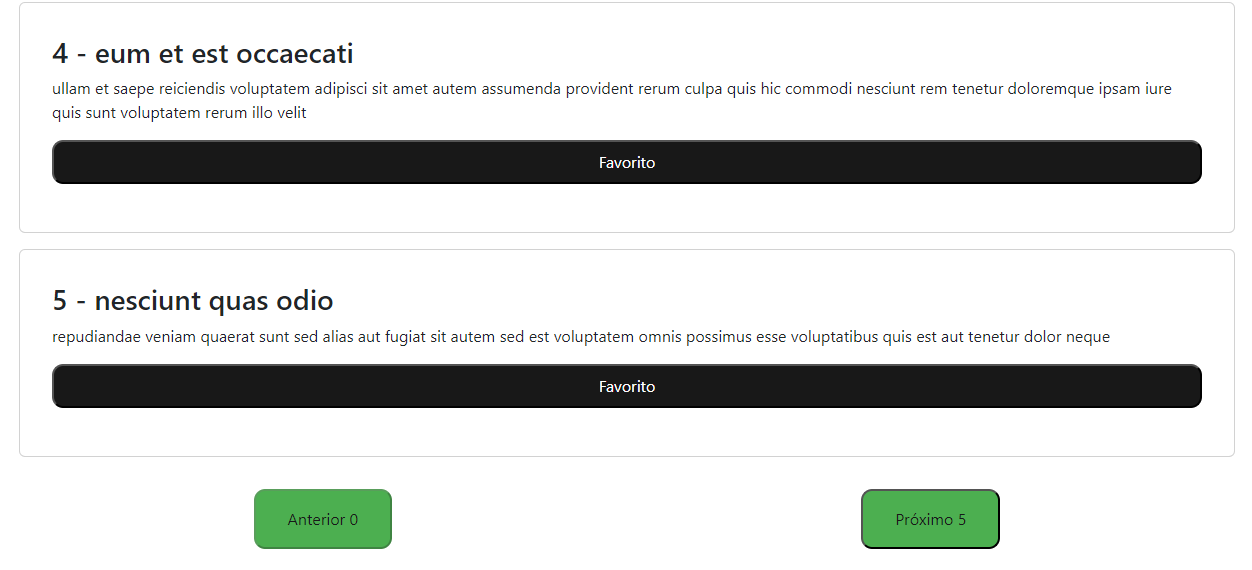 4 - eum et est occaecati
ullam et saepe reiciendis voluptatem adipisci sit amet autem assumenda provident rerum culpa quis hic commodi nesciunt rem tenetur doloremque ipsam iure
quis sunt voluptatem rerum illo velit
Favorito
5 - nesciunt quas odio
repudiandae veniam quaerat sunt sed alias aut fugiat sit autem sed est voluptatem omnis possimus esse voluptatibus quis est aut tenetur dolor neque
Favorito
Anterior 0
Próximo 5